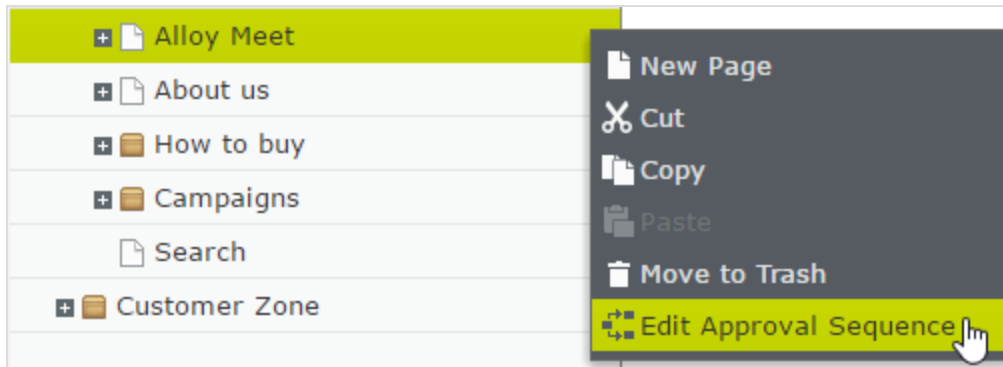 Alloy Meet
About us
How to buy
Campaigns
Search
Customer Zone
New Page
Cut
Copy
Paste
Move to Trash
Edit Approval Sequence